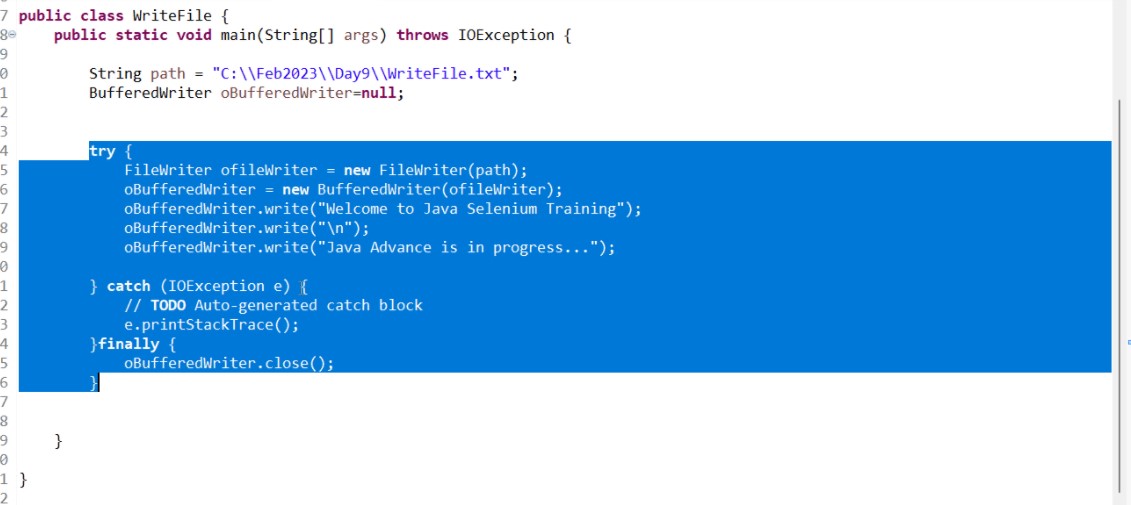 7 public class WriteFile {
8 public static void main(String[] args) throws IOException {
9
0 String path = "C:\\Feb2023\\Day9\\WriteFile.txt";
1 BufferedWriter oBufferedWriter=null;
2
3
4 try {
5 FileWriter ofileWriter = new FileWriter(path);
6 oBufferedWriter = new BufferedWriter(ofileWriter);
7 oBufferedWriter.write("Welcome to Java Selenium Training");
8 oBufferedWriter.write("\n");
9 oBufferedWriter.write("Java Advance is in progress...");
0
1 } catch (IOException e) {
2 // TODO Auto-generated catch block
3 e.printStackTrace();
4 }finally {
5 oBufferedWriter.close();
6 }
7
8
9 }
0
1 }
2